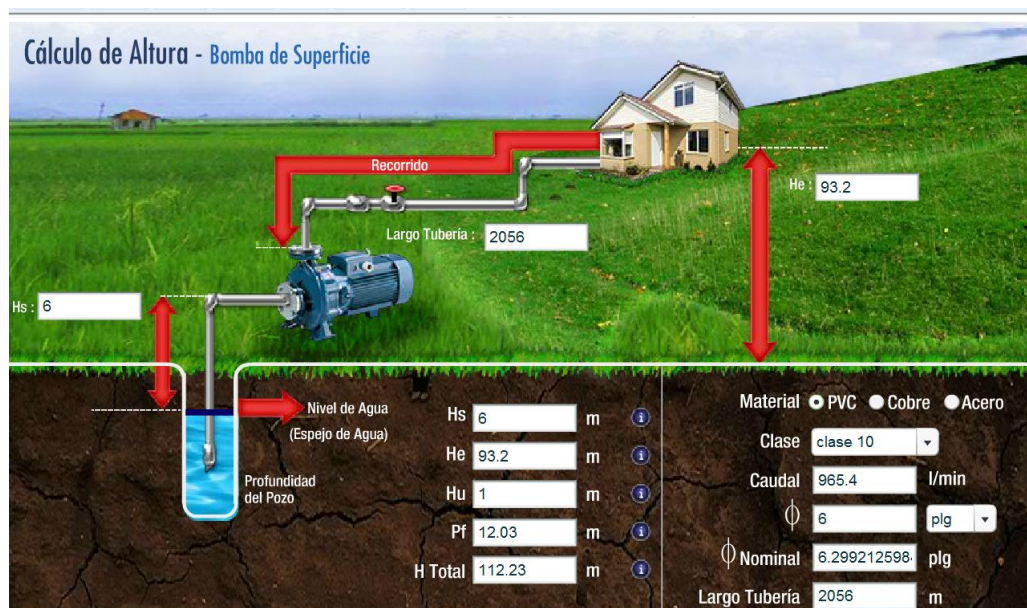 Cálculo de Altura - Bomba de Superficie
Recorrido
He : 93.2
Largo Tubería : 2056
Hs : 6
Nivel de Agua
(Espejo de Agua)
Profundidad
del Pozo
Hs 6 m i
He 93.2 m i
Hu 1 m i
Pf 12.03 m i
H Total 112.23 m i
Material PVC Cobre Acero
Clase clase 10
Caudal 965.4 l/min
ϕ 6 plg
ϕ Nominal 6.299212598 plg
Largo Tubería 2056 m